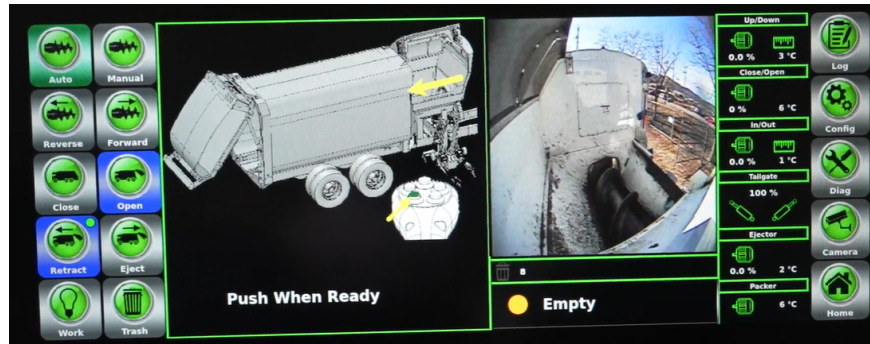 Auto
Manual
Reverse
Forward
Close
Open
Retract
Eject
Work
Trash
Push When Ready
8
Empty
Up/Down
0.0 %
3 °C
Close/Open
0 %
6 °C
In/Out
0.0 %
1 °C
Tailgate
100 %
Ejector
0.0 %
2 °C
Packer
6 °C
Log
Config
Diag
Camera
Home